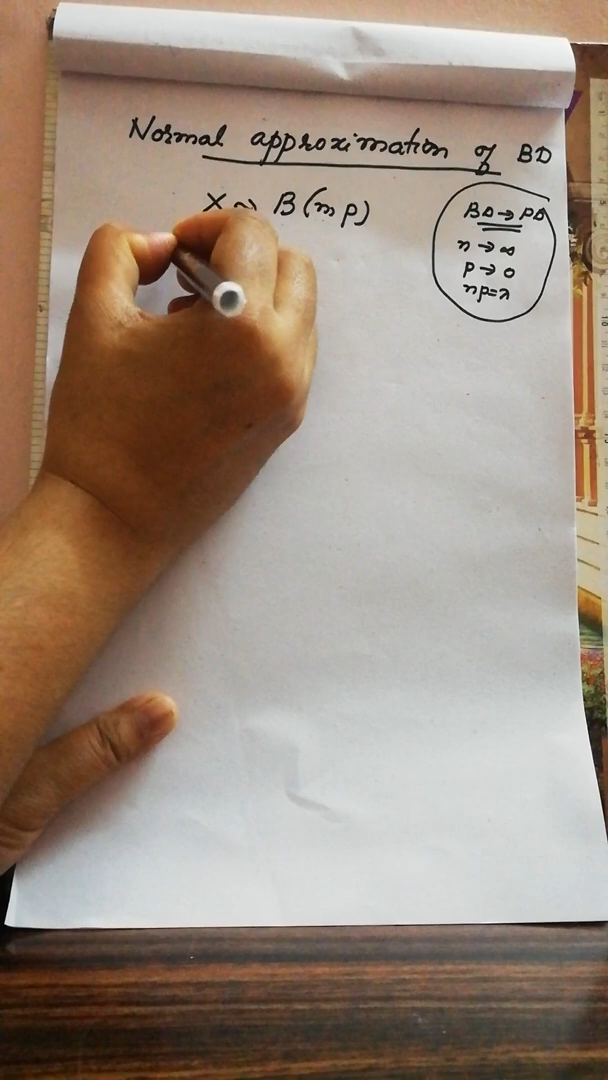 Normal approximation of BD
X ~ B(n p)
BD → PD
n → ∞
p → 0
np = λ